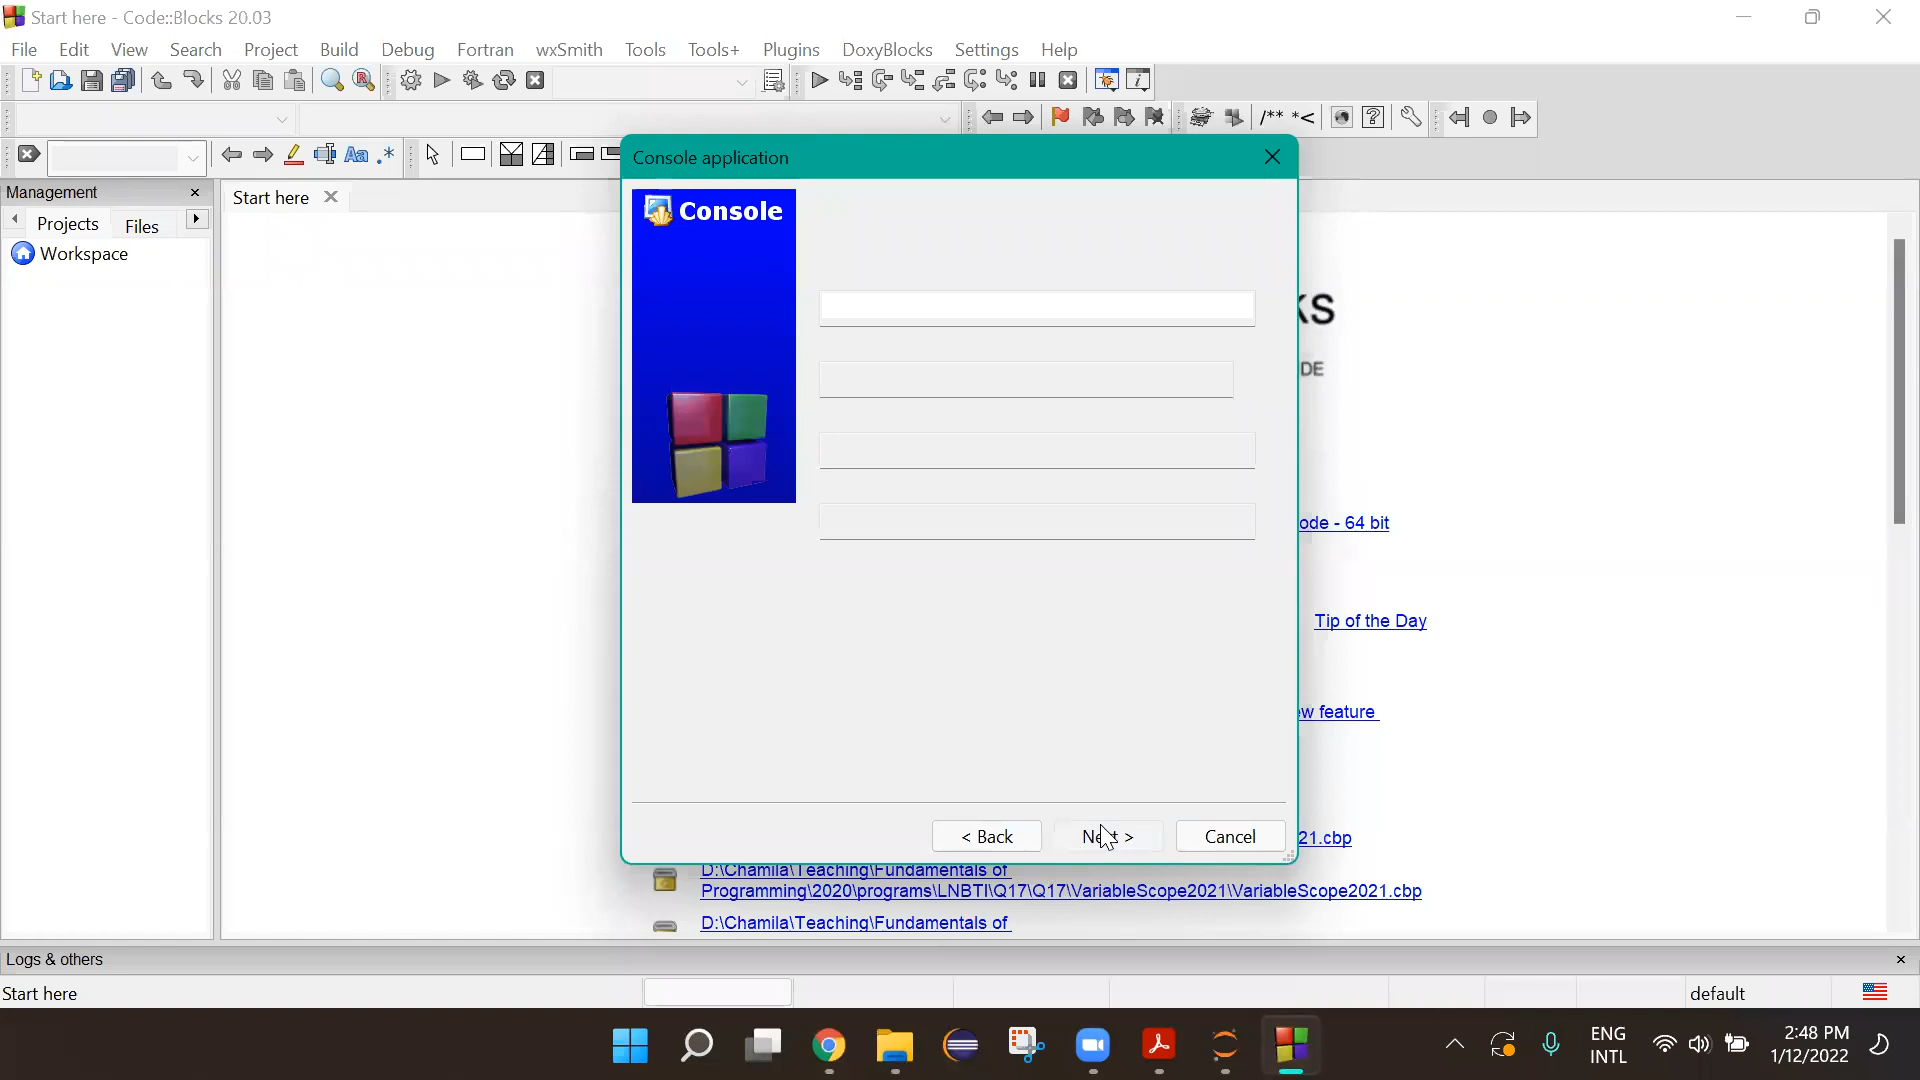 Start here - Code::Blocks 20.03
File Edit View Search Project Build Debug Fortran wxSmith Tools Tools+ Plugins DoxyBlocks Settings Help
/** *<
Aa .*
Console application
Management
Start here
Projects Files
Workspace
Console
KS
DE
ode - 64 bit
Tip of the Day
w feature
< Back
>
Cancel
21.cbp
D:\Chamila\Teaching\Fundamentals of
Programming\2020\programs\LNBTI\Q17\Q17\VariableScope2021\VariableScope2021.cbp
D:\Chamila\Teaching\Fundamentals of
Logs & others
Start here
default
ENG
INTL
2:48 PM
1/12/2022